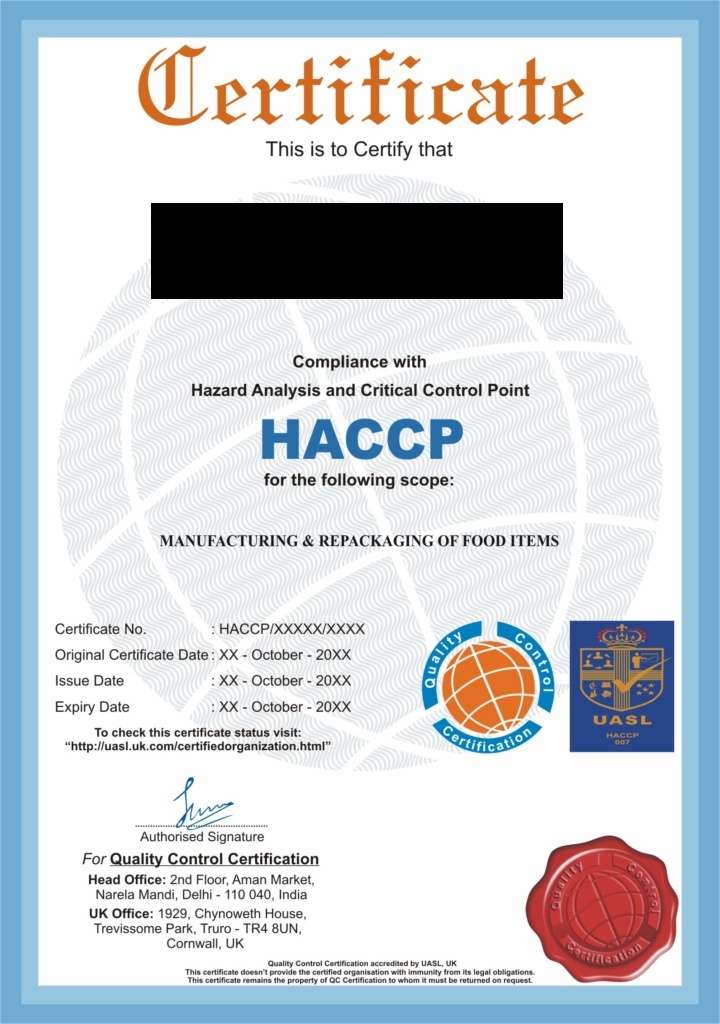 Certificate
This is to Certify that
Compliance with
Hazard Analysis and Critical Control Point
HACCP
for the following scope:
MANUFACTURING & REPACKAGING OF FOOD ITEMS
Certificate No. : HACCP/XXXXX/XXXX
Original Certificate Date : XX - October - 20XX
Issue Date : XX - October - 20XX
Expiry Date : XX - October - 20XX
To check this certificate status visit:
“http://uasl.uk.com/certifiedorganization.html”
Quality Control
Certification
UASL
HACCP
007
Authorised Signature
For Quality Control Certification
Head Office: 2nd Floor, Aman Market,
Narela Mandi, Delhi - 110 040, India
UK Office: 1929, Chynoweth House,
Trevissome Park, Truro - TR4 8UN,
Cornwall, UK
Quality Control
Certification
Quality Control Certification accredited by UASL, UK
This certificate doesn't provide the certified organisation with immunity from its legal obligations.
This certificate remains the property of QC Certification to whom it must be returned on request.